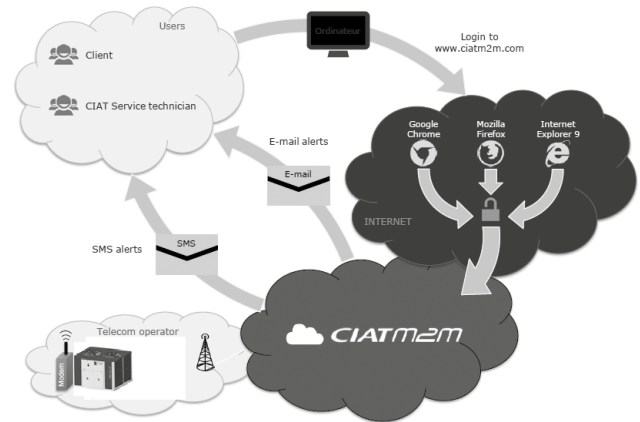 Users
Client
CIAT Service technician
Ordinateur
Login to
www.ciatm2m.com
Google
Chrome
Mozilla
Firefox
Internet
Explorer 9
INTERNET
E-mail alerts
E-mail
SMS alerts
SMS
CIATM2M
Telecom operator
Modem